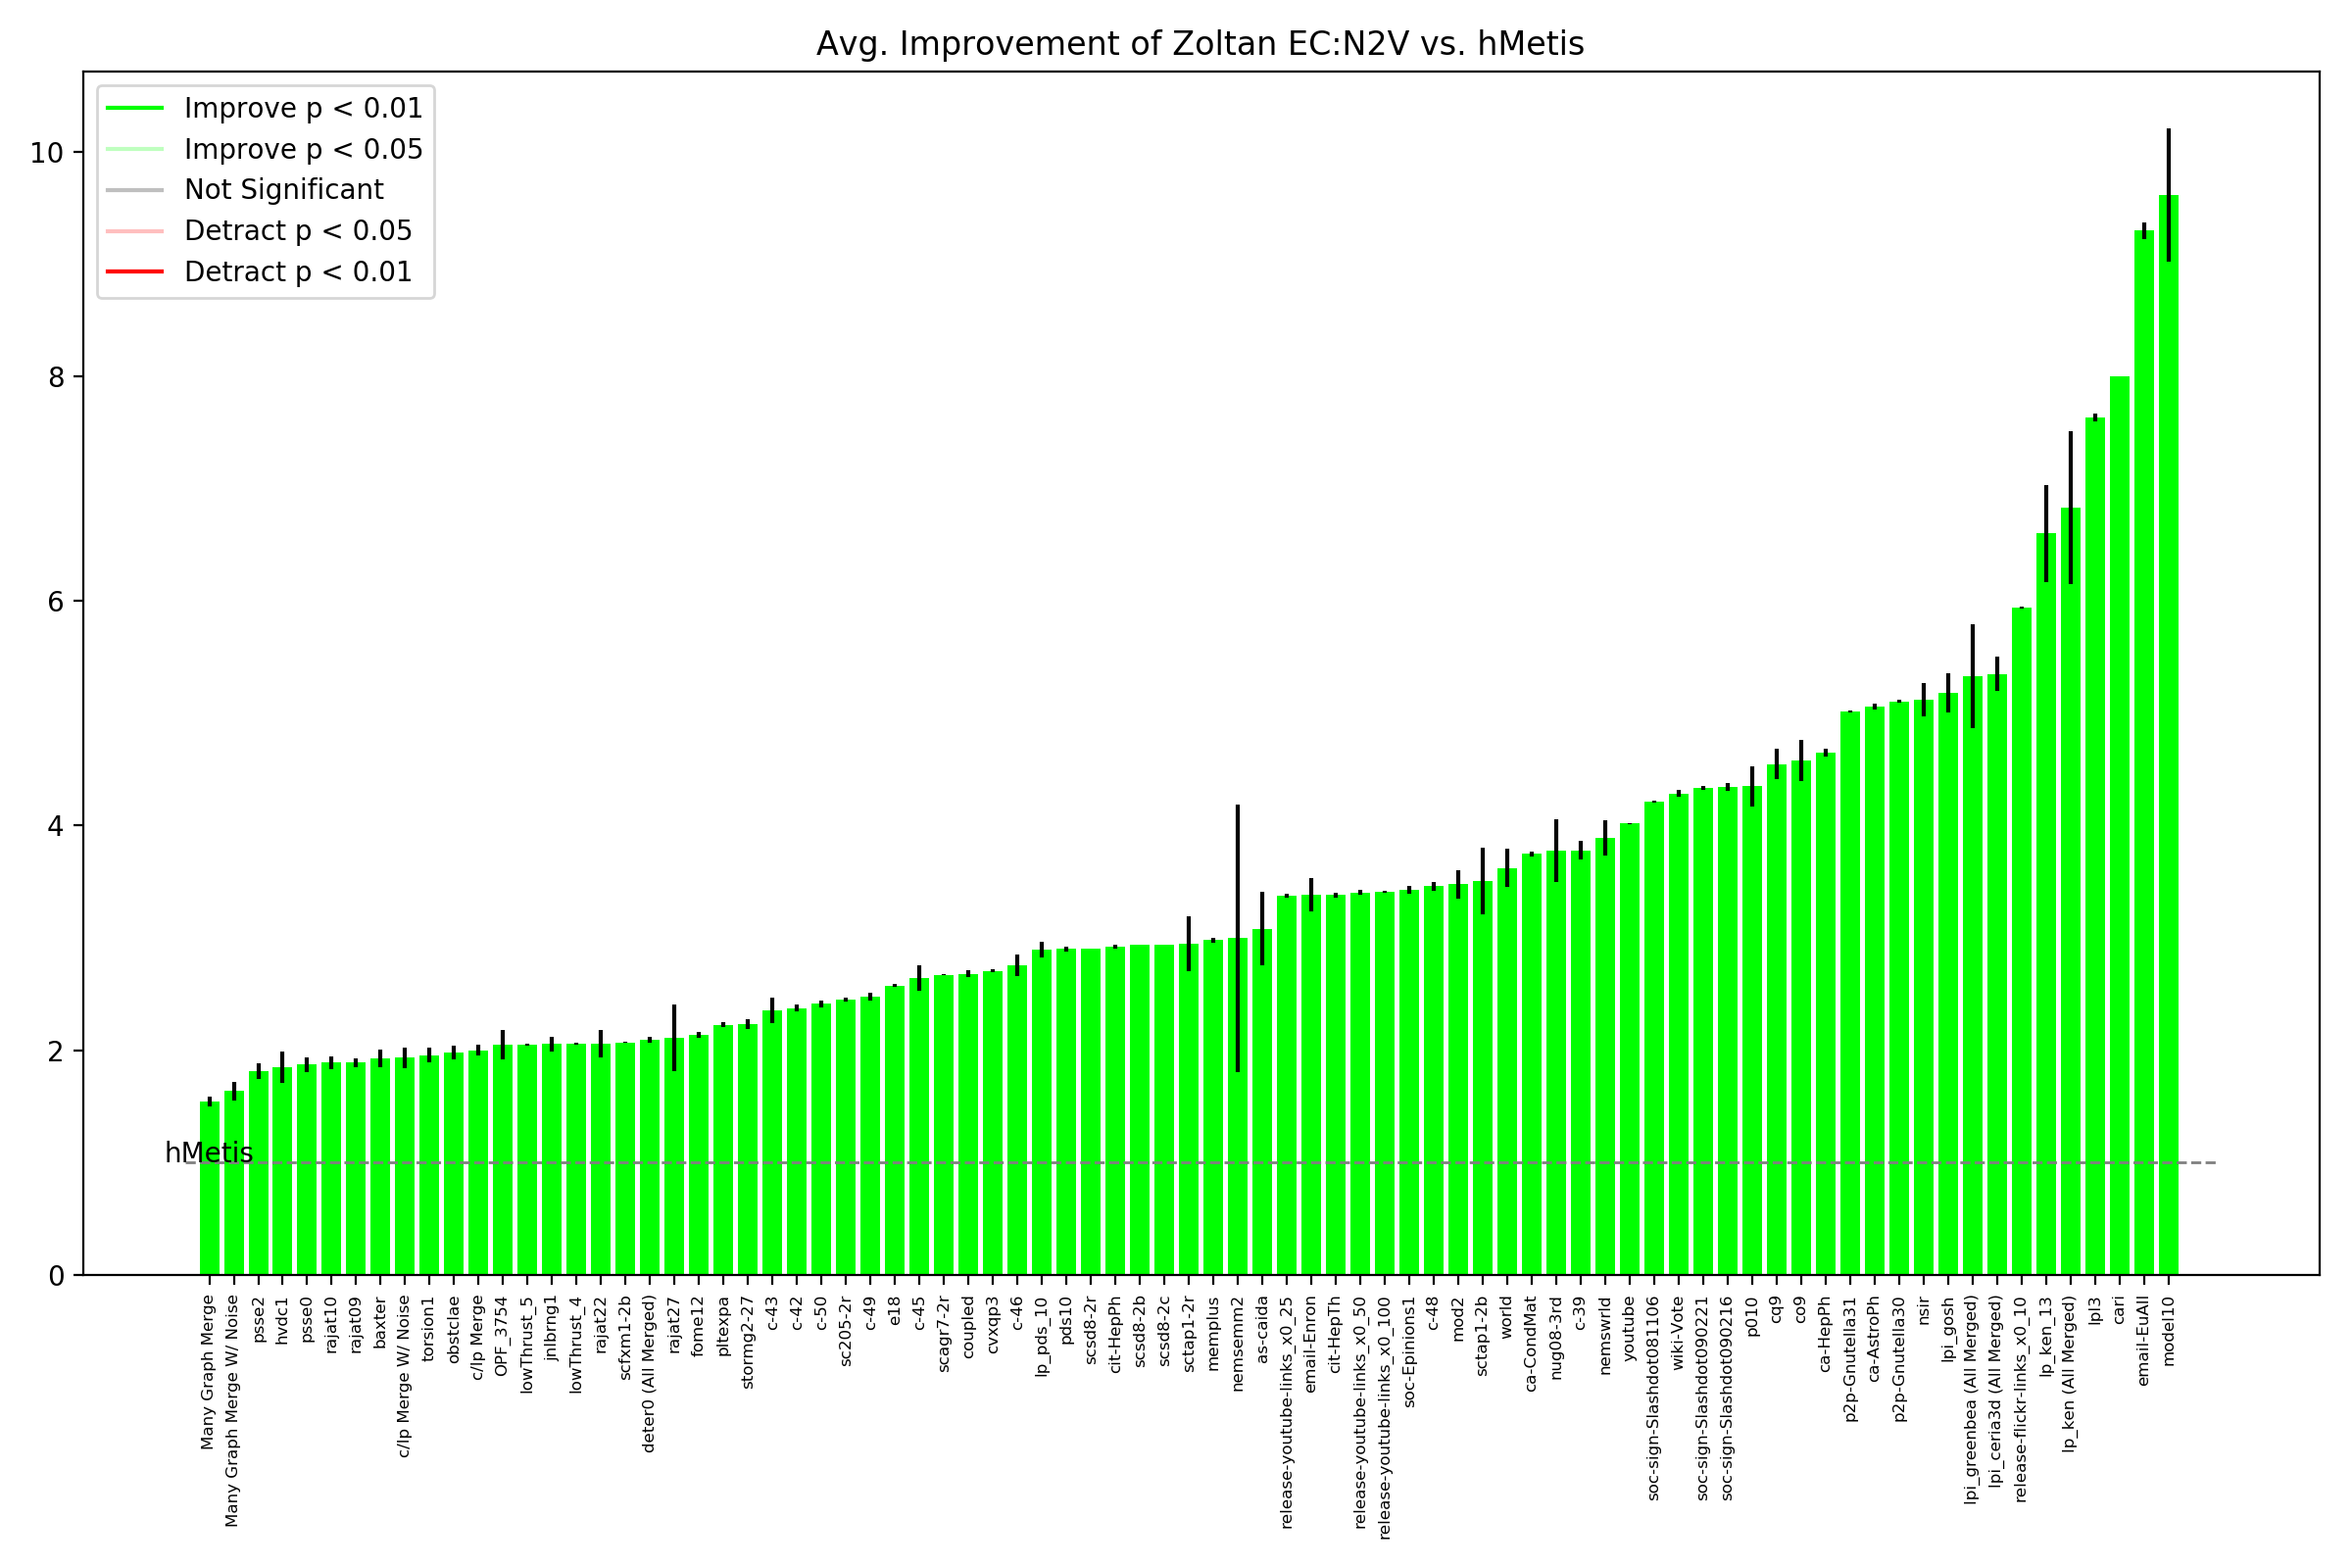 Avg. Improvement of Zoltan EC:N2V vs. hMetis
Improve p < 0.01
Improve p < 0.05
Not Significant
Detract p < 0.05
Detract p < 0.01
10
8
6
4
2
0
hMetis
Many Graph Merge
Many Graph Merge W/ Noise
psse2
hvdc1
psse0
rajat10
rajat09
baxter
c/lp Merge W/ Noise
torsion1
obstclae
c/lp Merge
OPF_3754
lowThrust_5
jnlbrng1
lowThrust_4
rajat22
scfxm1-2b
deter0 (All Merged)
rajat27
fome12
pltexpa
stormg2-27
c-43
c-42
c-50
sc205-2r
c-49
e18
c-45
scagr7-2r
coupled
cvxqp3
c-46
lp_pds_10
pds10
scsd8-2r
cit-HepPh
scsd8-2b
scsd8-2c
sctap1-2r
memplus
nemsemm2
as-caida
release-youtube-links_x0_25
email-Enron
cit-HepTh
release-youtube-links_x0_50
release-youtube-links_x0_100
soc-Epinions1
c-48
mod2
sctap1-2b
world
ca-CondMat
nug08-3rd
c-39
nemswrld
youtube
soc-sign-Slashdot081106
wiki-Vote
soc-sign-Slashdot090221
soc-sign-Slashdot090216
p010
cq9
co9
ca-HepPh
p2p-Gnutella31
ca-AstroPh
p2p-Gnutella30
nsir
lpi_gosh
lpi_greenbea (All Merged)
lpi_ceria3d (All Merged)
release-flickr-links_x0_10
lp_ken_13
lp_ken (All Merged)
lpl3
cari
email-EuAll
model10